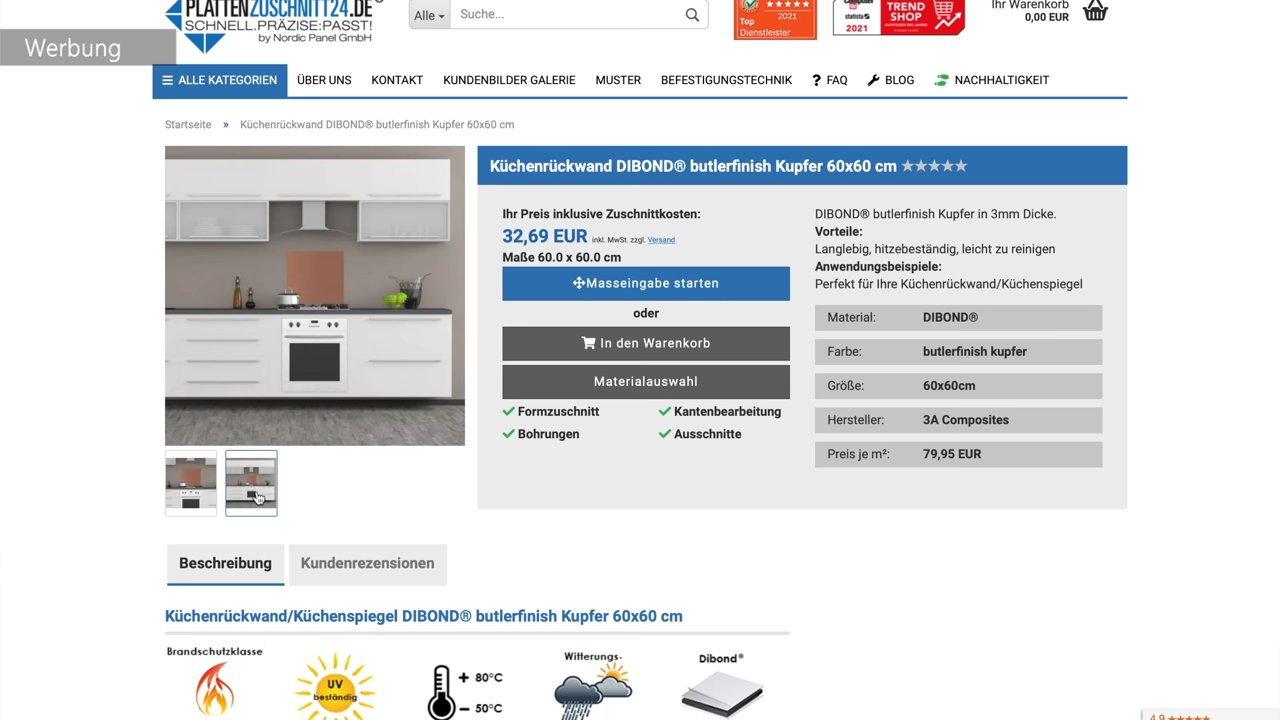 PLATTENZUSCHNITT24.DE
SCHNELL.PRÄZISE.PASST!
by Nordic Panel GmbH
Alle
Suche...
Top
Dienstleister
2021
statista
2021
TREND
SHOP
Ihr Warenkorb
0,00 EUR
Werbung
ALLE KATEGORIEN
ÜBER UNS
KONTAKT
KUNDENBILDER GALERIE
MUSTER
BEFESTIGUNGSTECHNIK
? FAQ
BLOG
NACHHALTIGKEIT
Startseite » Küchenrückwand DIBOND® butlerfinish Kupfer 60x60 cm
Küchenrückwand DIBOND® butlerfinish Kupfer 60x60 cm
Ihr Preis inklusive Zuschnittkosten:
32,69 EUR inkl. MwSt. zzgl. Versand
Maße 60.0 x 60.0 cm
Masseingabe starten
oder
In den Warenkorb
Materialauswahl
Formzuschnitt
Kantenbearbeitung
Bohrungen
Ausschnitte
DIBOND® butlerfinish Kupfer in 3mm Dicke.
Vorteile:
Langlebig, hitzebeständig, leicht zu reinigen
Anwendungsbeispiele:
Perfekt für Ihre Küchenrückwand/Küchenspiegel
Material: DIBOND®
Farbe: butlerfinish kupfer
Größe: 60x60cm
Hersteller: 3A Composites
Preis je m²: 79,95 EUR
Beschreibung
Kundenrezensionen
Küchenrückwand/Küchenspiegel DIBOND® butlerfinish Kupfer 60x60 cm
Brandschutzklasse
UV
beständig
+ 80°C
– 50°C
Witterungs-
Dibond®